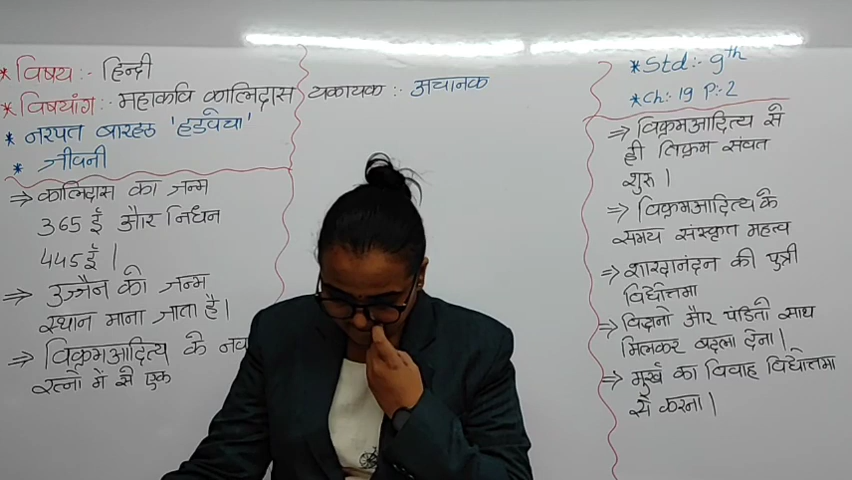 * विषय :- हिन्दी
* विषयांग :- महाकवि कालिदास
* नरपत बारहठ 'हडवेचा'
* जीवनी
⇒ कालिदास का जन्म
365 ई और निधन
445 ई |
⇒ उज्जैन को जन्म
स्थान माना जाता है |
⇒ विक्रमआदित्य के नव
रत्नो में से एक
यकायक :- अचानक
* Std :- 9th
* Ch : 19 P : 2
⇒ विक्रमआदित्य से
ही विक्रम संवत
शुरू |
⇒ विक्रमआदित्य के
समय संस्कृत महत्व
⇒ शारदानंदन की पुत्री
विद्योत्तमा
⇒ विद्वानो और पंडितो साथ
मिलकर बदला देना |
⇒ मुर्ख का विवाह विद्योत्तमा
से करना |